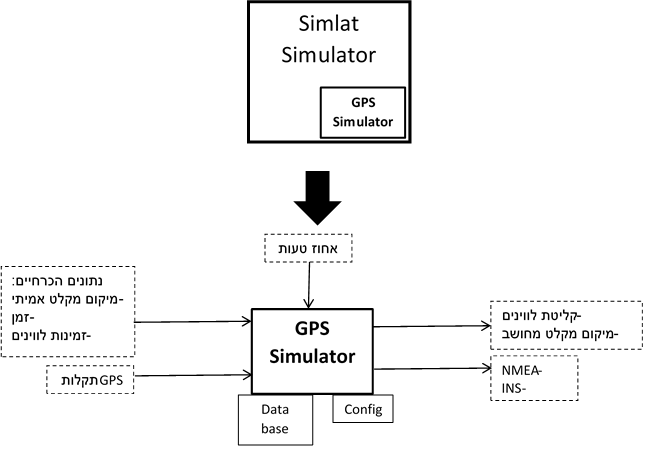 Simlat
Simulator
GPS
Simulator
אחוז טעות
נתונים הכרחיים:
-מיקום מקלט אמיתי
-זמן
-זמינות לווינים
תקלות GPS
GPS
Simulator
Data
base
Config
-קליטת לווינים
-מיקום מקלט מחושב
NMEA-
INS-